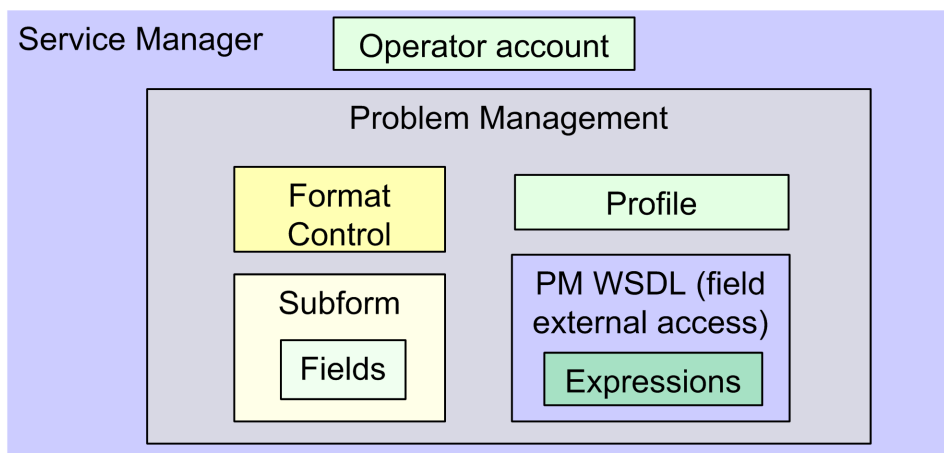 Service Manager
Operator account
Problem Management
Format
Control
Profile
Subform
Fields
PM WSDL (field
external access)
Expressions